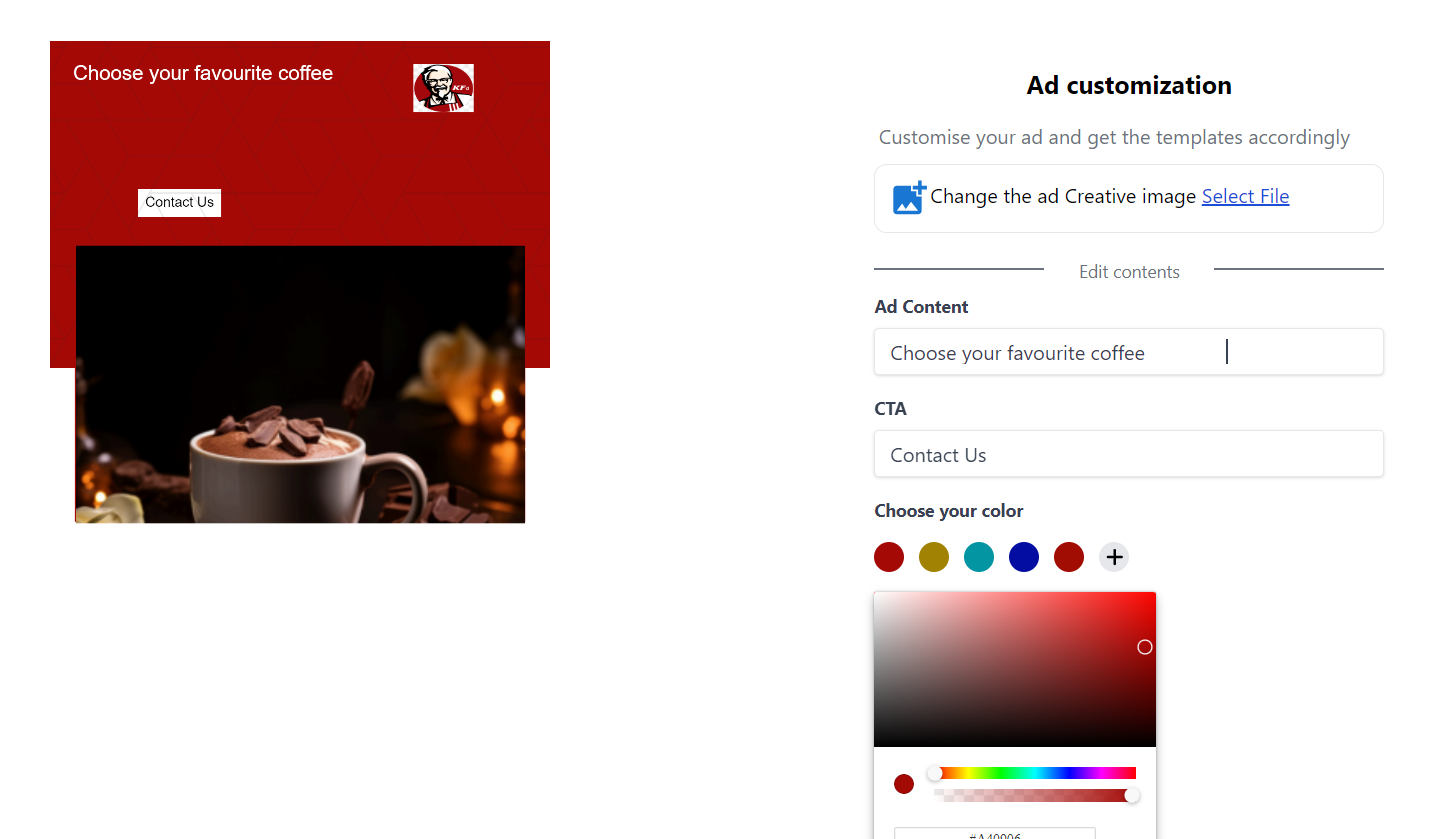 Choose your favourite coffee
Contact Us
Ad customization
Customise your ad and get the templates accordingly
Change the ad Creative image Select File
Edit contents
Ad Content
Choose your favourite coffee
CTA
Contact Us
Choose your color
#A40906